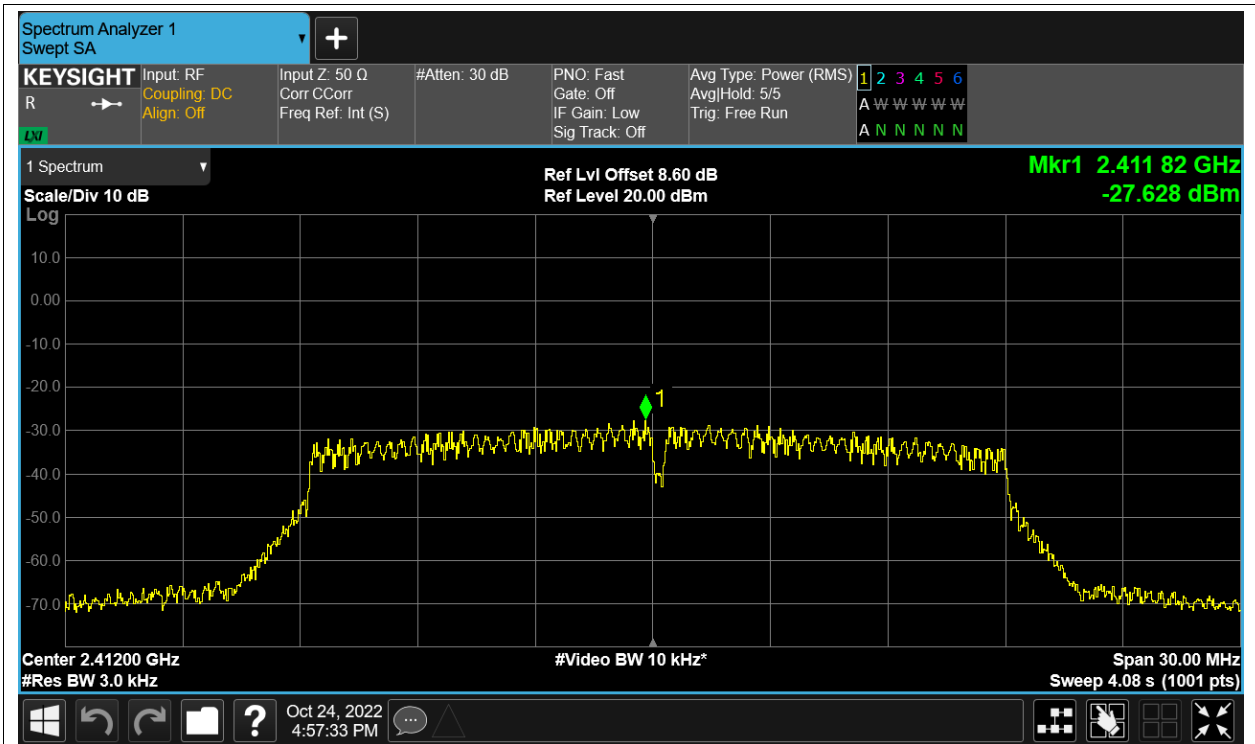 Spectrum Analyzer 1
Swept SA
KEYSIGHT
R
LXI
Input: RF
Coupling: DC
Align: Off
Input Z: 50 Ω
Corr CCorr
Freq Ref: Int (S)
#Atten: 30 dB
PNO: Fast
Gate: Off
IF Gain: Low
Sig Track: Off
Avg Type: Power (RMS)
Avg|Hold: 5/5
Trig: Free Run
1 2 3 4 5 6
A W W W W W
A N N N N N
1 Spectrum
Scale/Div 10 dB
Log
Ref Lvl Offset 8.60 dB
Ref Level 20.00 dBm
Mkr1 2.411 82 GHz
-27.628 dBm
10.0
0.00
-10.0
-20.0
1
-30.0
-40.0
-50.0
-60.0
-70.0
Center 2.41200 GHz
#Res BW 3.0 kHz
#Video BW 10 kHz*
Span 30.00 MHz
Sweep 4.08 s (1001 pts)
?
Oct 24, 2022
4:57:33 PM